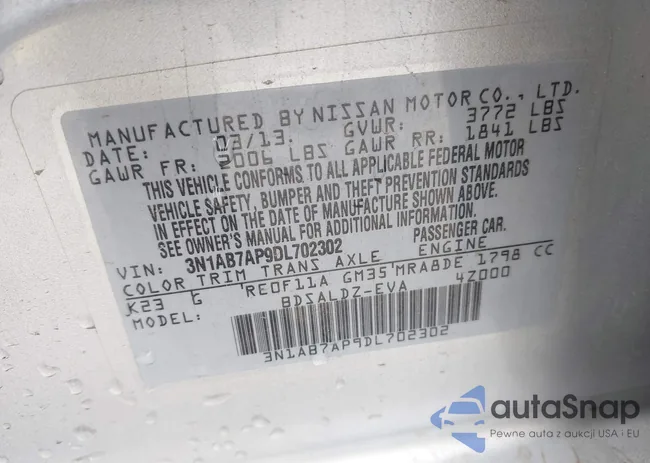 MANUFACTURED BY NISSAN MOTOR CO., LTD.
DATE: 03/13 GVWR: 3772 LBS
GAWR FR: 2006 LBS GAWR RR: 1841 LBS
THIS VEHICLE CONFORMS TO ALL APPLICABLE FEDERAL MOTOR
VEHICLE SAFETY, BUMPER AND THEFT PREVENTION STANDARDS
IN EFFECT ON THE DATE OF MANUFACTURE SHOWN ABOVE.
SEE OWNER'S MANUAL FOR ADDITIONAL INFORMATION.
VIN: 3N1AB7AP9DL702302 PASSENGER CAR.
COLOR TRIM TRANS AXLE ENGINE
K23 G RE0F11A GM35 MRA8DE 1798 CC
MODEL: BDSALDZ-EVA 4Z000
3N1AB7AP9DL702302
autaSnap
Pewne auta z aukcji USA i EU